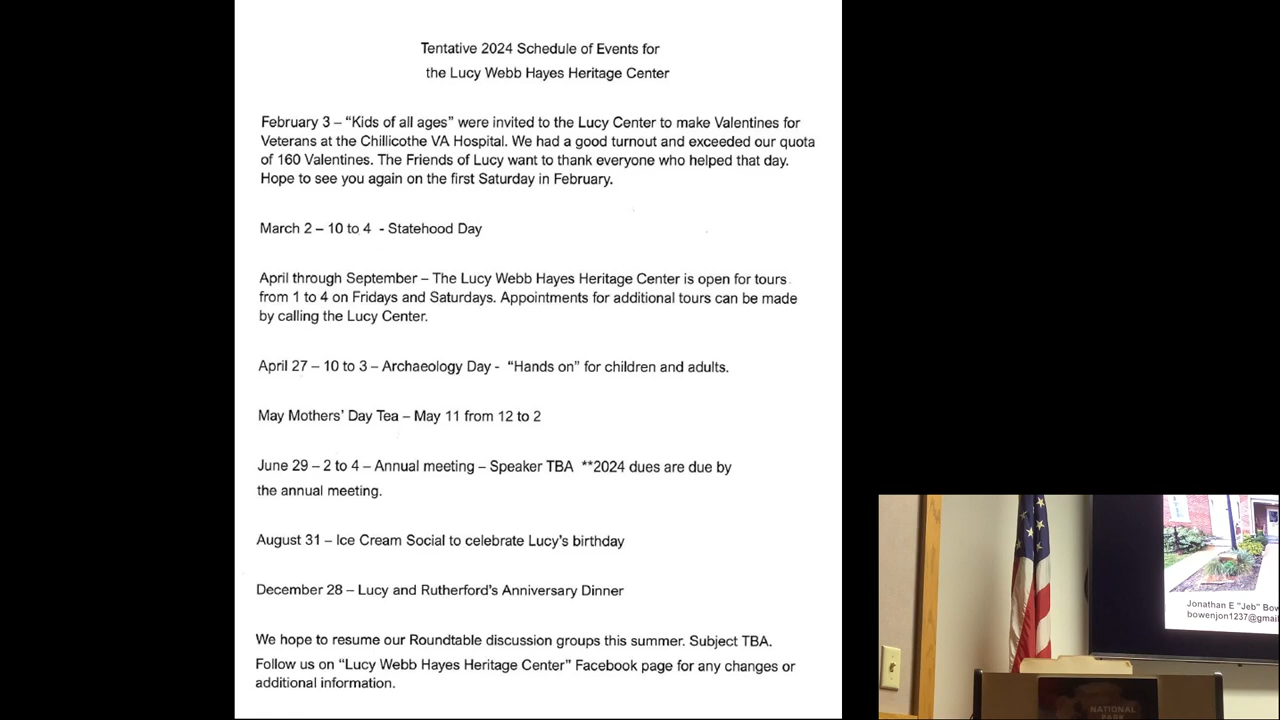 Tentative 2024 Schedule of Events for
the Lucy Webb Hayes Heritage Center
February 3 – “Kids of all ages” were invited to the Lucy Center to make Valentines for
Veterans at the Chillicothe VA Hospital. We had a good turnout and exceeded our quota
of 160 Valentines. The Friends of Lucy want to thank everyone who helped that day.
Hope to see you again on the first Saturday in February.
March 2 – 10 to 4 - Statehood Day
April through September – The Lucy Webb Hayes Heritage Center is open for tours
from 1 to 4 on Fridays and Saturdays. Appointments for additional tours can be made
by calling the Lucy Center.
April 27 – 10 to 3 – Archaeology Day - “Hands on” for children and adults.
May Mothers’ Day Tea – May 11 from 12 to 2
June 29 – 2 to 4 – Annual meeting – Speaker TBA **2024 dues are due by
the annual meeting.
August 31 – Ice Cream Social to celebrate Lucy’s birthday
December 28 – Lucy and Rutherford’s Anniversary Dinner
We hope to resume our Roundtable discussion groups this summer. Subject TBA.
Follow us on “Lucy Webb Hayes Heritage Center” Facebook page for any changes or
additional information.
Jonathan E "Jeb" Bow
bowenjon1237@gmai
NATIONAL
PARK